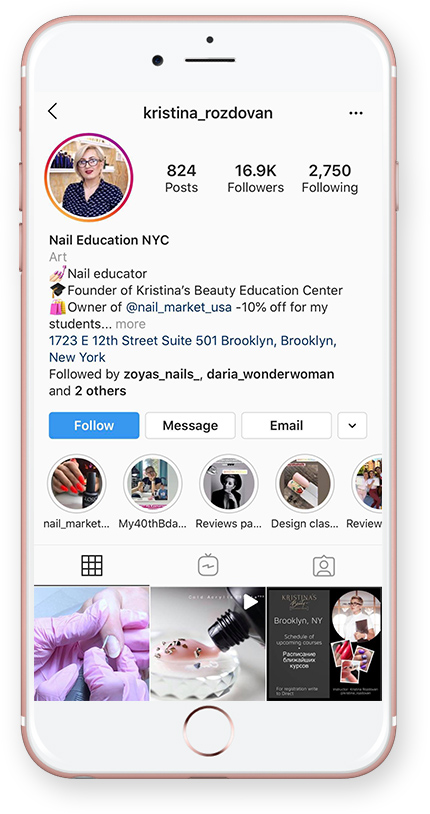 kristina_rozdovan
824
16.9K
2,750
Posts
Followers
Following
Nail Education NYC
Art
💅Nail educator
🎓Founder of Kristina's Beauty Education Center
🛍Owner of @nail_market_usa -10% off for my
students... more
1723 E 12th Street Suite 501 Brooklyn, Brooklyn,
New York
Followed by zoyas_nails_, daria_wonderwoman
and 2 others
Follow
Message
Email
nail_market...
My40thBda...
Reviews pa...
Design clas...
Review
KRISTINA'S
Beauty
Brooklyn, NY
Schedule of
upcoming courses
Расписание
ближайших
курсов
For registration write
to Direct